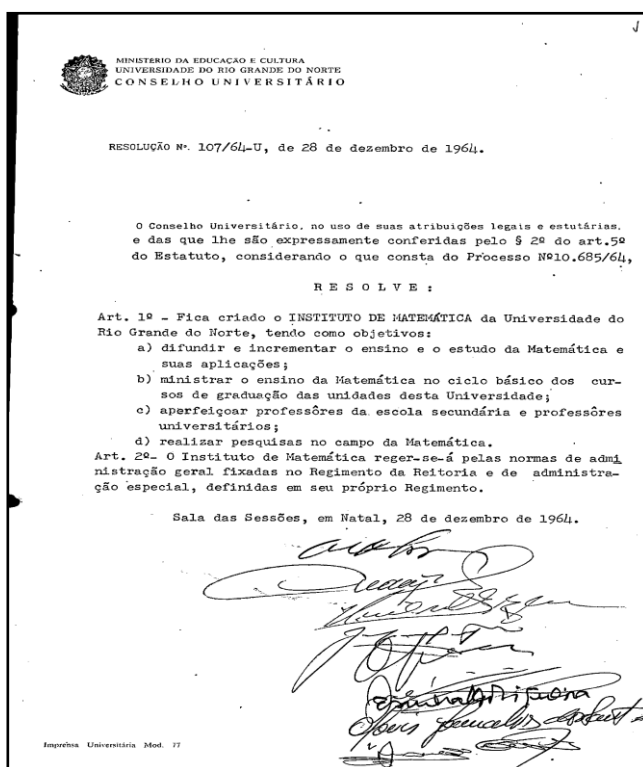 MINISTÉRIO DA EDUCAÇÃO E CULTURA
UNIVERSIDADE DO RIO GRANDE DO NORTE
CONSELHO UNIVERSITÁRIO
RESOLUÇÃO Nº. 107/64-U, de 28 de dezembro de 1964.
O Conselho Universitário, no uso de suas atribuições legais e estutárias,
e das que lhe são expressamente conferidas pelo § 2º do art.5º
do Estatuto, considerando o que consta do Processo Nº10.685/64,
R E S O L V E :
Art. 1º - Fica criado o INSTITUTO DE MATEMÁTICA da Universidade do
Rio Grande do Norte, tendo como objetivos:
a) difundir e incrementar o ensino e o estudo da Matemática e
suas aplicações;
b) ministrar o ensino da Matemática no ciclo básico dos cur-
sos de graduação das unidades desta Universidade;
c) aperfeiçoar professôres da escola secundária e professôres
universitários;
d) realizar pesquisas no campo da Matemática.
Art. 2º- O Instituto de Matemática reger-se-á pelas normas de admi
nistração geral fixadas no Regimento da Reitoria e de administra-
ção especial, definidas em seu próprio Regimento.
Sala das Sessões, em Natal, 28 de dezembro de 1964.
Imprensa Universitária Mod. 77